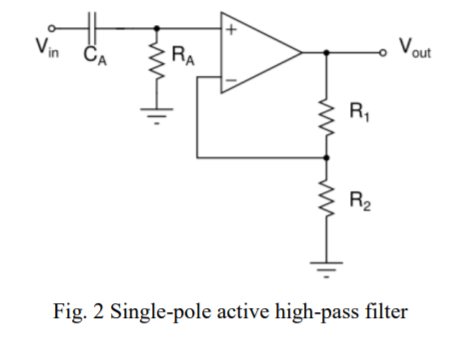 Vin
CA
RA
+
−
Vout
R1
R2
Fig. 2 Single-pole active high-pass filter